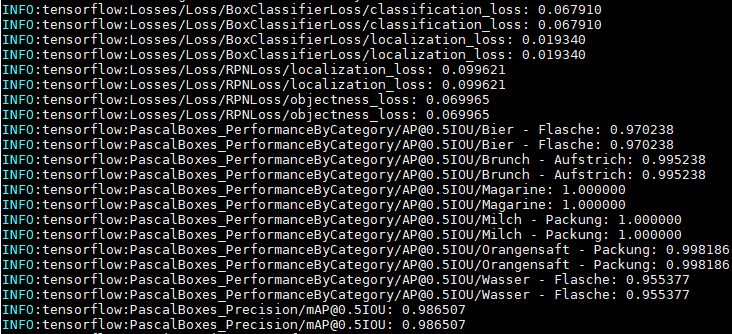 INFO:tensorflow:Losses/Loss/BoxClassifierLoss/classification_loss: 0.067910
INFO:tensorflow:Losses/Loss/BoxClassifierLoss/classification_loss: 0.067910
INFO:tensorflow:Losses/Loss/BoxClassifierLoss/localization_loss: 0.019340
INFO:tensorflow:Losses/Loss/BoxClassifierLoss/localization_loss: 0.019340
INFO:tensorflow:Losses/Loss/RPNLoss/localization_loss: 0.099621
INFO:tensorflow:Losses/Loss/RPNLoss/localization_loss: 0.099621
INFO:tensorflow:Losses/Loss/RPNLoss/objectness_loss: 0.069965
INFO:tensorflow:Losses/Loss/RPNLoss/objectness_loss: 0.069965
INFO:tensorflow:PascalBoxes_PerformanceByCategory/AP@0.5IOU/Bier - Flasche: 0.970238
INFO:tensorflow:PascalBoxes_PerformanceByCategory/AP@0.5IOU/Bier - Flasche: 0.970238
INFO:tensorflow:PascalBoxes_PerformanceByCategory/AP@0.5IOU/Brunch - Aufstrich: 0.995238
INFO:tensorflow:PascalBoxes_PerformanceByCategory/AP@0.5IOU/Brunch - Aufstrich: 0.995238
INFO:tensorflow:PascalBoxes_PerformanceByCategory/AP@0.5IOU/Magarine: 1.000000
INFO:tensorflow:PascalBoxes_PerformanceByCategory/AP@0.5IOU/Magarine: 1.000000
INFO:tensorflow:PascalBoxes_PerformanceByCategory/AP@0.5IOU/Milch - Packung: 1.000000
INFO:tensorflow:PascalBoxes_PerformanceByCategory/AP@0.5IOU/Milch - Packung: 1.000000
INFO:tensorflow:PascalBoxes_PerformanceByCategory/AP@0.5IOU/Orangensaft - Packung: 0.998186
INFO:tensorflow:PascalBoxes_PerformanceByCategory/AP@0.5IOU/Orangensaft - Packung: 0.998186
INFO:tensorflow:PascalBoxes_PerformanceByCategory/AP@0.5IOU/Wasser - Flasche: 0.955377
INFO:tensorflow:PascalBoxes_PerformanceByCategory/AP@0.5IOU/Wasser - Flasche: 0.955377
INFO:tensorflow:PascalBoxes_Precision/mAP@0.5IOU: 0.986507
INFO:tensorflow:PascalBoxes_Precision/mAP@0.5IOU: 0.986507